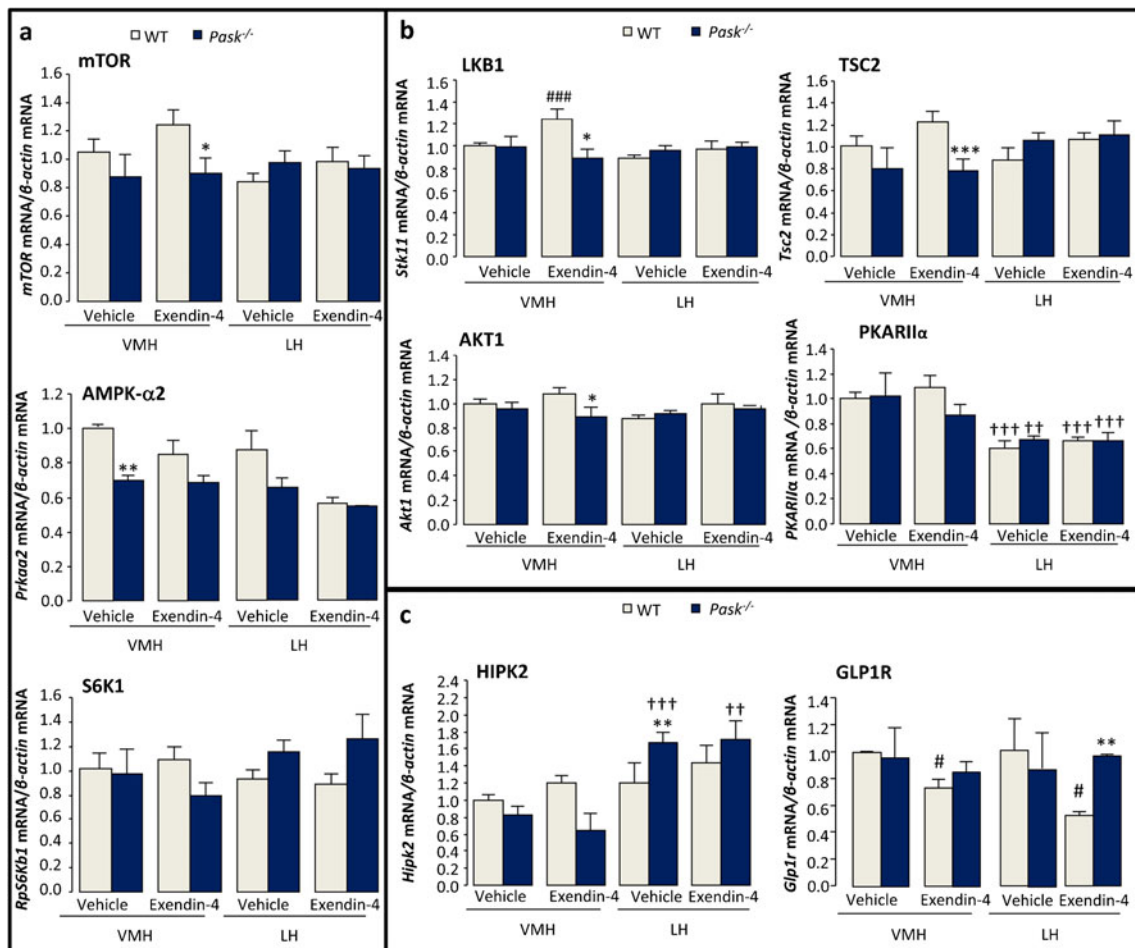 a
WT Pask-/-
mTOR
mTOR mRNA/β-actin mRNA
1.6
1.4
1.2
1.0
0.8
0.6
0.4
0.2
0.0
*
Vehicle Exendin-4 Vehicle Exendin-4
VMH LH
AMPK-α2
Prkaa2 mRNA/β-actin mRNA
1.2
1.0
0.8
0.6
0.4
0.2
0.0
**
Vehicle Exendin-4 Vehicle Exendin-4
VMH LH
S6K1
RpS6Kb1 mRNA/β-actin mRNA
1.6
1.4
1.2
1.0
0.8
0.6
0.4
0.2
0.0
Vehicle Exendin-4 Vehicle Exendin-4
VMH LH
b
WT Pask-/-
LKB1
Stk11 mRNA/β-actin mRNA
1.6
1.4
1.2
1.0
0.8
0.6
0.4
0.2
0.0
###
*
Vehicle Exendin-4 Vehicle Exendin-4
VMH LH
TSC2
Tsc2 mRNA/β-actin mRNA
1.6
1.4
1.2
1.0
0.8
0.6
0.4
0.2
0.0
***
Vehicle Exendin-4 Vehicle Exendin-4
VMH LH
AKT1
Akt1 mRNA/β-actin mRNA
1.4
1.2
1.0
0.8
0.6
0.4
0.2
0.0
*
Vehicle Exendin-4 Vehicle Exendin-4
VMH LH
PKARIIα
PKARIIα mRNA/β-actin mRNA
1.4
1.2
1.0
0.8
0.6
0.4
0.2
0.0
††† †† ††† †††
Vehicle Exendin-4 Vehicle Exendin-4
VMH LH
c
WT Pask-/-
HIPK2
Hipk2 mRNA/β-actin mRNA
2.4
2.2
2.0
1.8
1.6
1.4
1.2
1.0
0.8
0.6
0.4
0.2
0.0
††† ††
**
Vehicle Exendin-4 Vehicle Exendin-4
VMH LH
GLP1R
Glp1r mRNA/β-actin mRNA
1.4
1.2
1.0
0.8
0.6
0.4
0.2
0.0
# # **
Vehicle Exendin-4 Vehicle Exendin-4
VMH LH